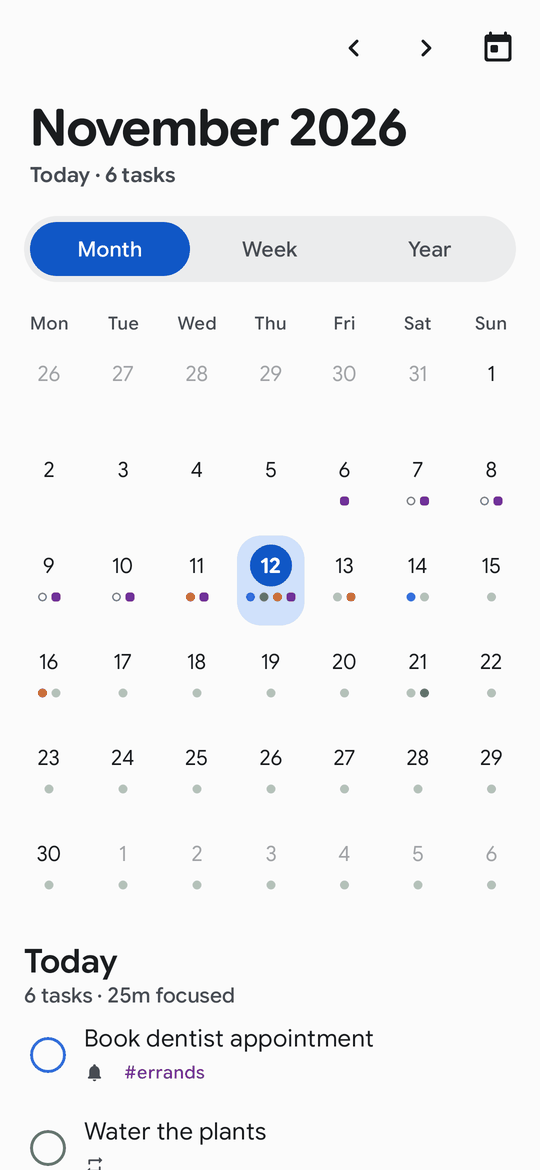 November 2026
Today · 6 tasks
Month Week Year
Mon Tue Wed Thu Fri Sat Sun
26 27 28 29 30 31 1
2 3 4 5 6 7 8
9 10 11 12 13 14 15
16 17 18 19 20 21 22
23 24 25 26 27 28 29
30 1 2 3 4 5 6
Today
6 tasks · 25m focused
Book dentist appointment
#errands
Water the plants